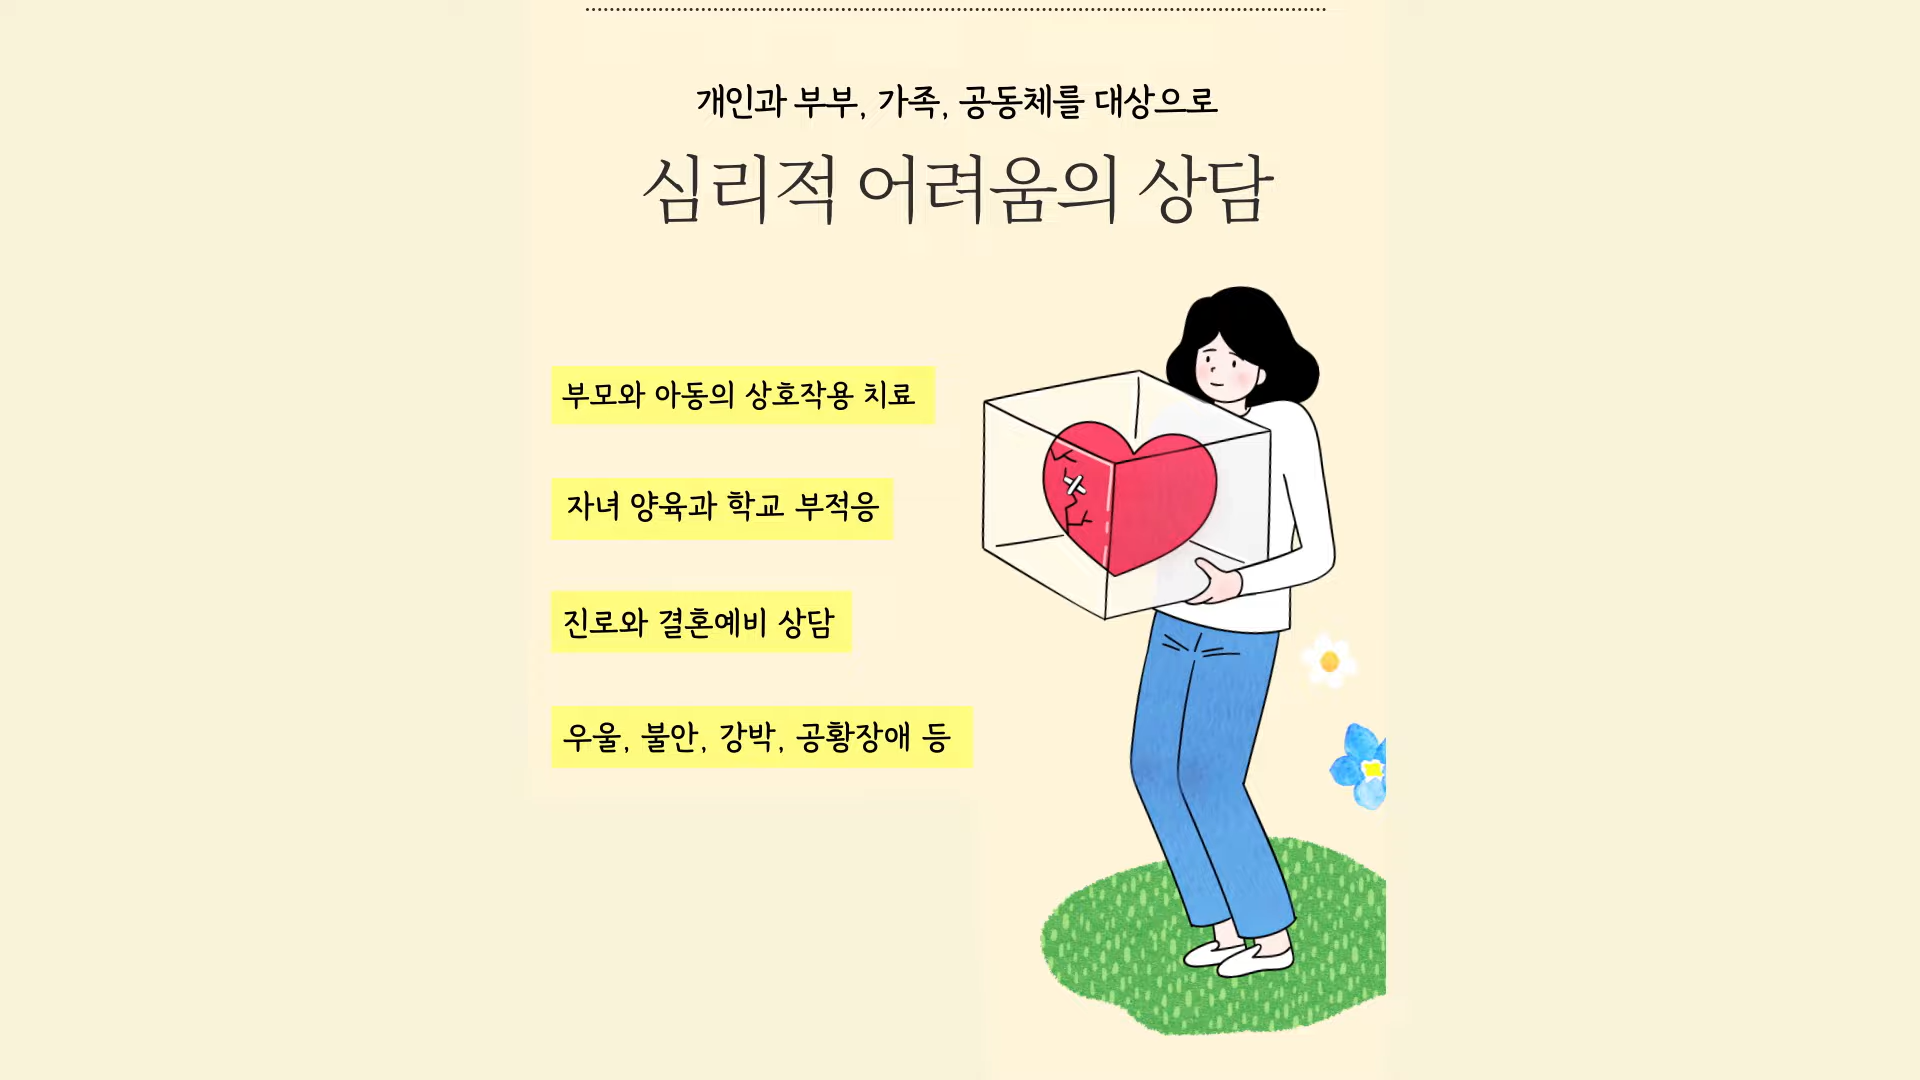 개인과 부부, 가족, 공동체를 대상으로
심리적 어려움의 상담
부모와 아동의 상호작용 치료
자녀 양육과 학교 부적응
진로와 결혼예비 상담
우울, 불안, 강박, 공황장애 등